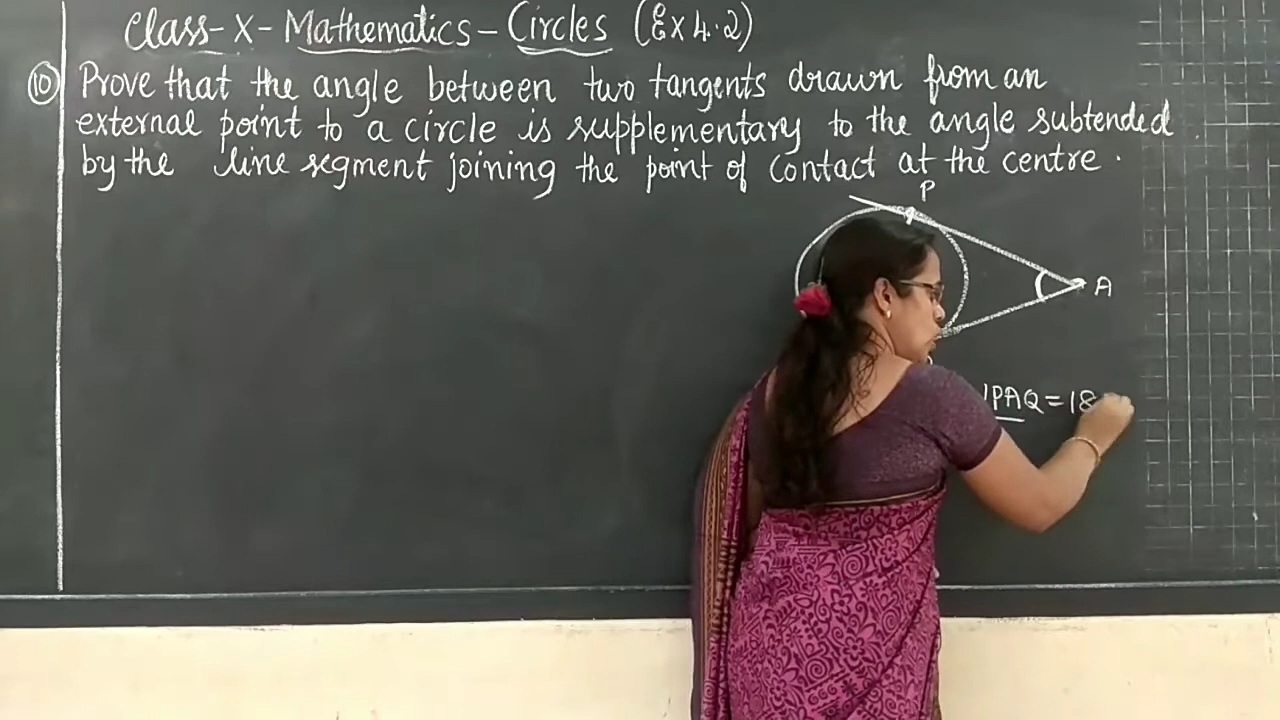 Class-X-Mathematics-Circles (Ex 4.2)
10 Prove that the angle between two tangents drawn from an
external point to a circle is supplementary to the angle subtended
by the line segment joining the point of contact at the centre.
P
A
∠PAQ=18